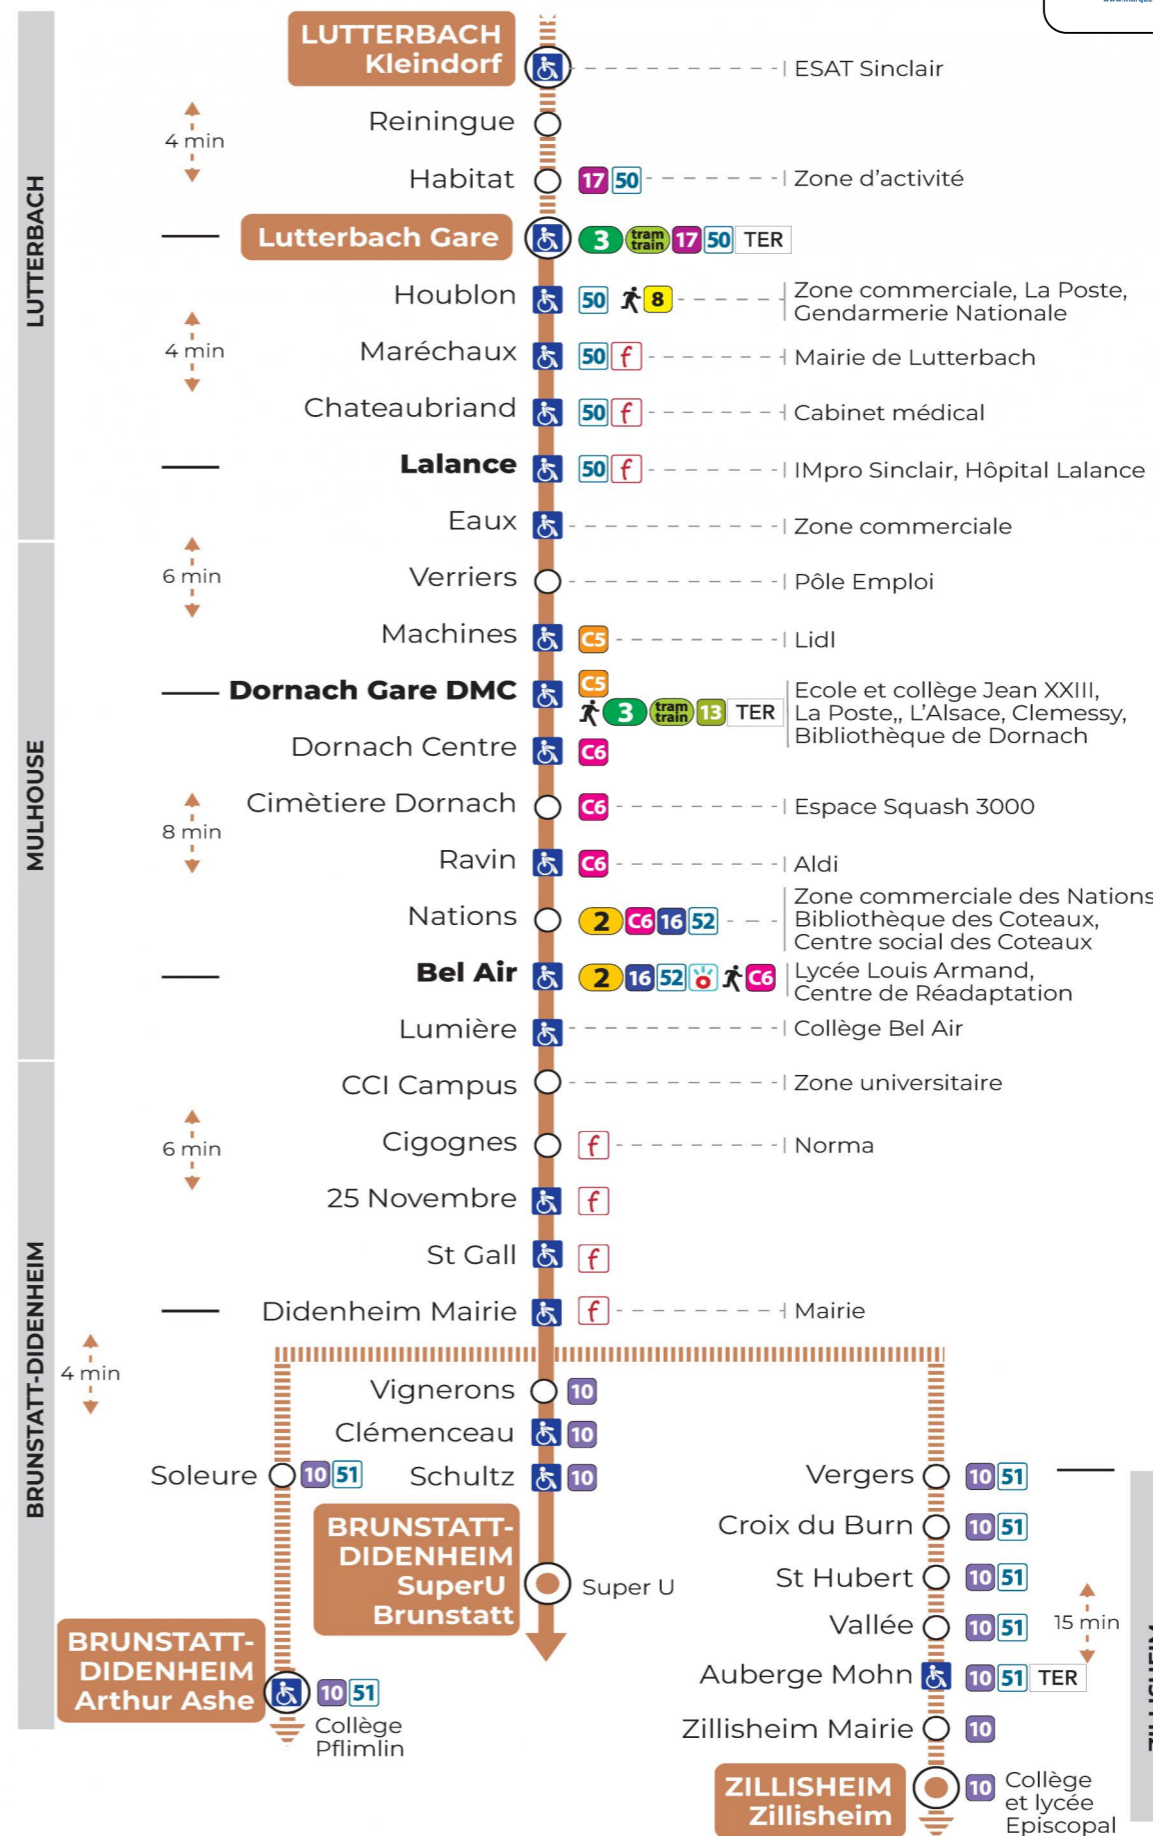 LUTTERBACH
Kleindorf
ESAT Sinclair
Reiningue
4 min
Habitat
17 50
Zone d'activité
LUTTERBACH
Lutterbach Gare
3 tram train 17 50 TER
Houblon
50 8
Zone commerciale, La Poste,
Gendarmerie Nationale
4 min
Maréchaux
50 f
Mairie de Lutterbach
Chateaubriand
50 f
Cabinet médical
Lalance
50 f
IMpro Sinclair, Hôpital Lalance
Eaux
Zone commerciale
6 min
Verriers
Pôle Emploi
Machines
C5
Lidl
Dornach Gare DMC
C5
3 tram train 13 TER
Ecole et collège Jean XXIII,
La Poste,, L'Alsace, Clemessy,
Bibliothèque de Dornach
MULHOUSE
Dornach Centre
C6
Cimètiere Dornach
C6
Espace Squash 3000
8 min
Ravin
C6
Aldi
Nations
2 C6 16 52
Zone commerciale des Nations
Bibliothèque des Coteaux,
Centre social des Coteaux
Bel Air
2 16 52 C6
Lycée Louis Armand,
Centre de Réadaptation
Lumière
Collège Bel Air
CCI Campus
Zone universitaire
6 min
Cigognes
f
Norma
25 Novembre
f
St Gall
f
Didenheim Mairie
f
Mairie
BRUNSTATT-DIDENHEIM
4 min
Vignerons
10
Clémenceau
10
Soleure
10 51
Schultz
10
BRUNSTATT-
DIDENHEIM
SuperU
Brunstatt
Super U
BRUNSTATT-
DIDENHEIM
Arthur Ashe
10 51
Collège
Pflimlin
Vergers
10 51
Croix du Burn
10 51
St Hubert
10 51
15 min
Vallée
10 51
Auberge Mohn
10 51 TER
Zillisheim Mairie
10
ZILLISHEIM
Zillisheim
10
Collège
et lycée
Episcopal
ZILLISHEIM